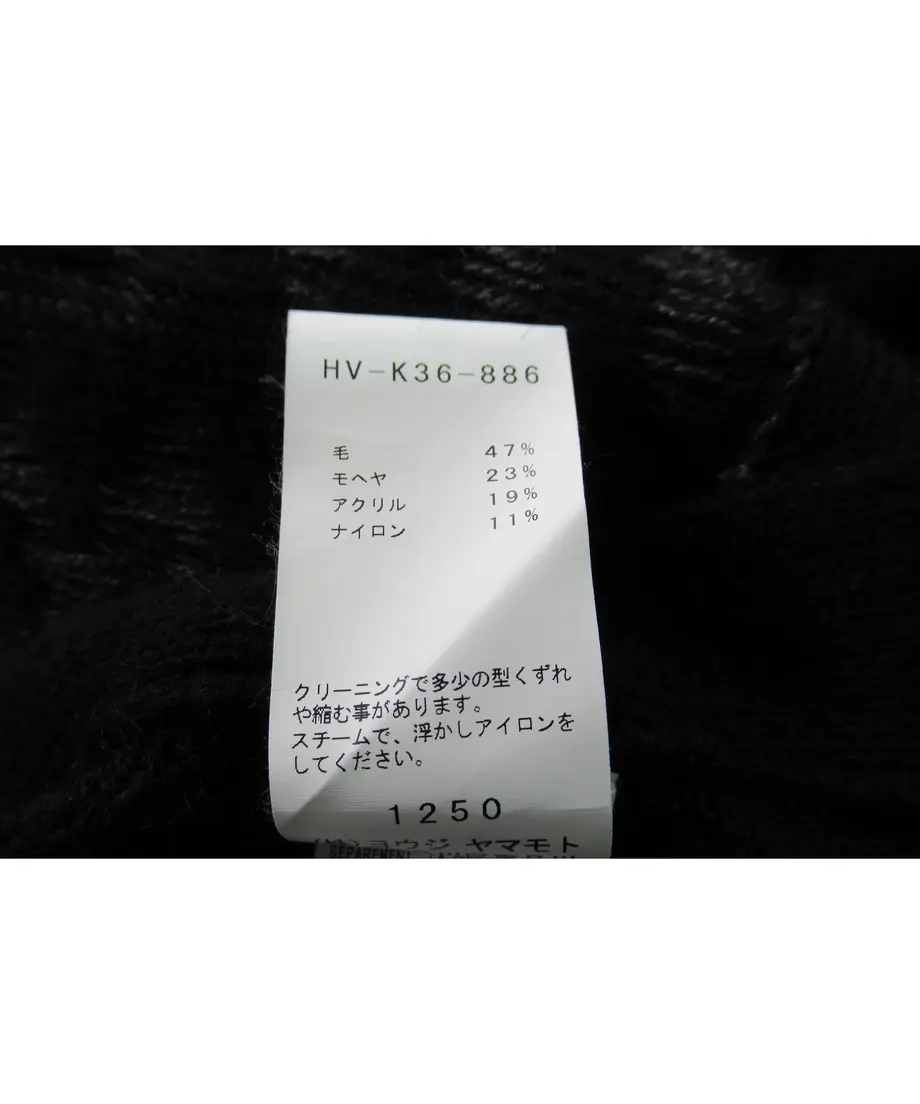 HV-K36-886
毛 47%
モヘヤ 23%
アクリル 19%
ナイロン 11%
クリーニングで多少の型くずれ
や縮む事があります。
スチームで、浮かしアイロンを
してください。
1250
ヨウジ ヤマモト